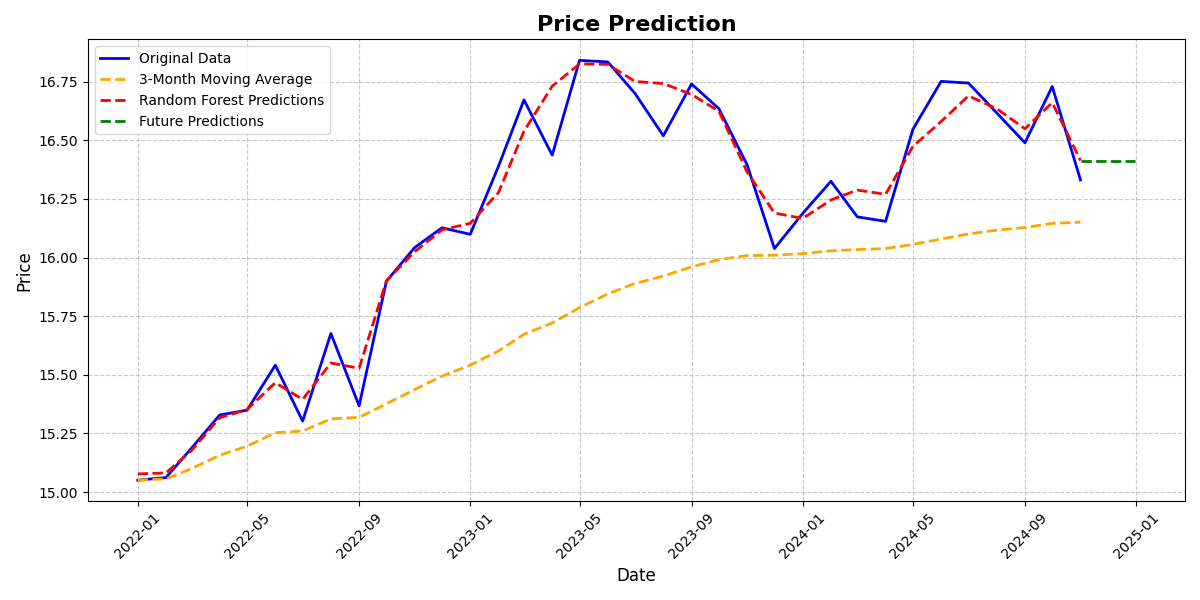 Price Prediction
Original Data
3-Month Moving Average
Random Forest Predictions
Future Predictions
Price
16.75
16.50
16.25
16.00
15.75
15.50
15.25
15.00
2022-01
2022-05
2022-09
2023-01
2023-05
2023-09
2024-01
2024-05
2024-09
2025-01
Date